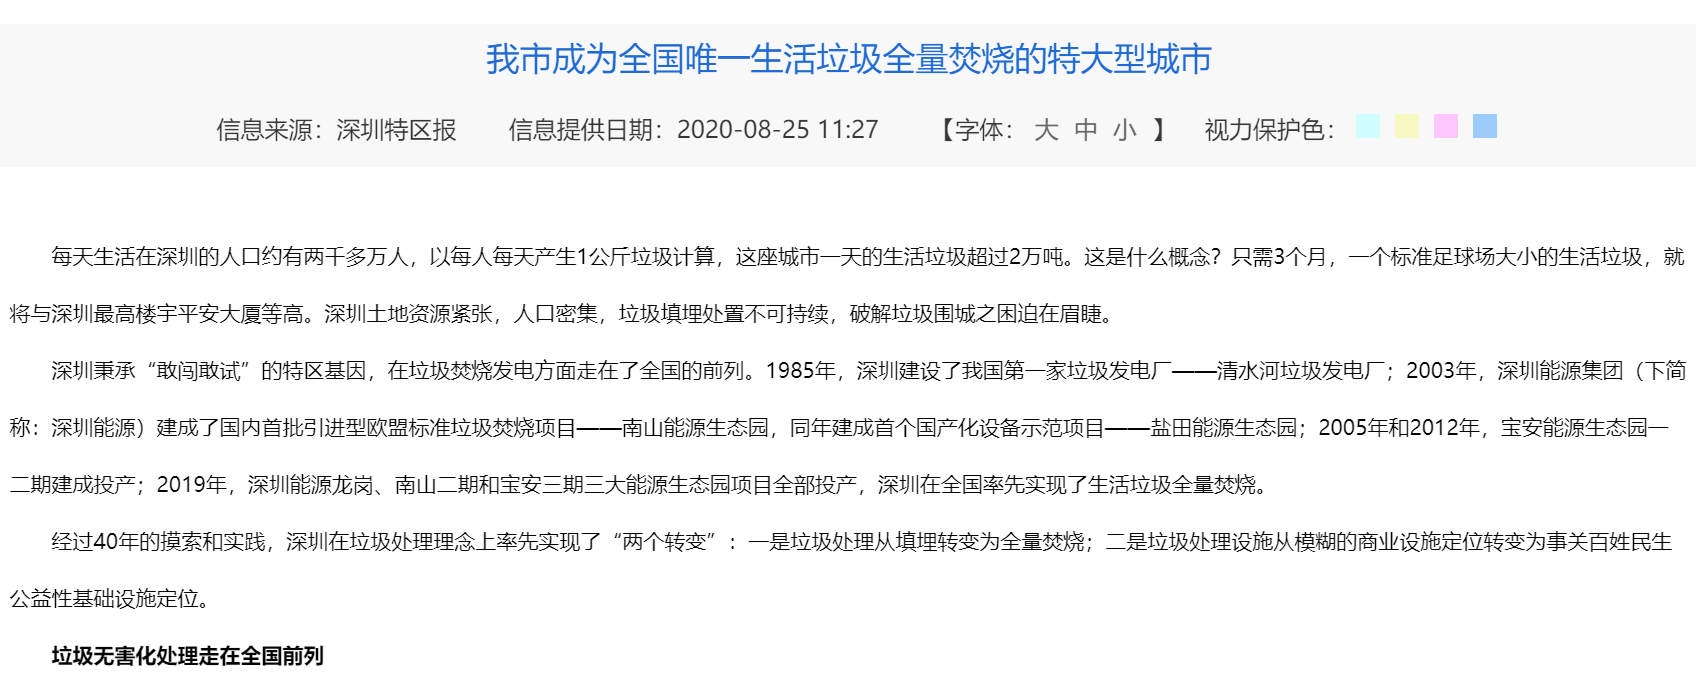 我市成为全国唯一生活垃圾全量焚烧的特大型城市
信息来源：深圳特区报 信息提供日期：2020-08-25 11:27 【字体： 大 中 小 】 视力保护色：
每天生活在深圳的人口约有两千多万人，以每人每天产生1公斤垃圾计算，这座城市一天的生活垃圾超过2万吨。这是什么概念？只需3个月，一个标准足球场大小的生活垃圾，就
将与深圳最高楼宇平安大厦等高。深圳土地资源紧张，人口密集，垃圾填埋处置不可持续，破解垃圾围城之困迫在眉睫。
深圳秉承“敢闯敢试”的特区基因，在垃圾焚烧发电方面走在了全国的前列。1985年，深圳建设了我国第一家垃圾发电厂——清水河垃圾发电厂；2003年，深圳能源集团（下简
称：深圳能源）建成了国内首批引进型欧盟标准垃圾焚烧项目——南山能源生态园，同年建成首个国产化设备示范项目——盐田能源生态园；2005年和2012年，宝安能源生态园一
二期建成投产；2019年，深圳能源龙岗、南山二期和宝安三期三大能源生态园项目全部投产，深圳在全国率先实现了生活垃圾全量焚烧。
经过40年的摸索和实践，深圳在垃圾处理理念上率先实现了“两个转变”：一是垃圾处理从填埋转变为全量焚烧；二是垃圾处理设施从模糊的商业设施定位转变为事关百姓民生
公益性基础设施定位。
垃圾无害化处理走在全国前列